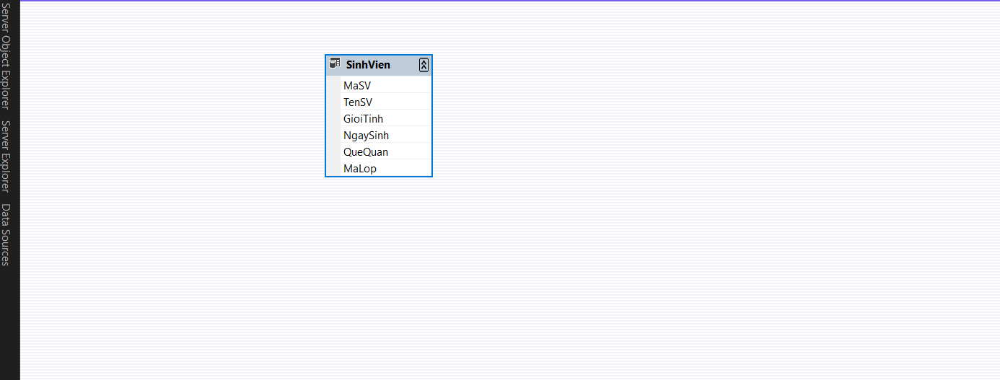 Server Object Explorer
Server Explorer
Data Sources
SinhVien
MaSV
TenSV
GioiTinh
NgaySinh
QueQuan
MaLop